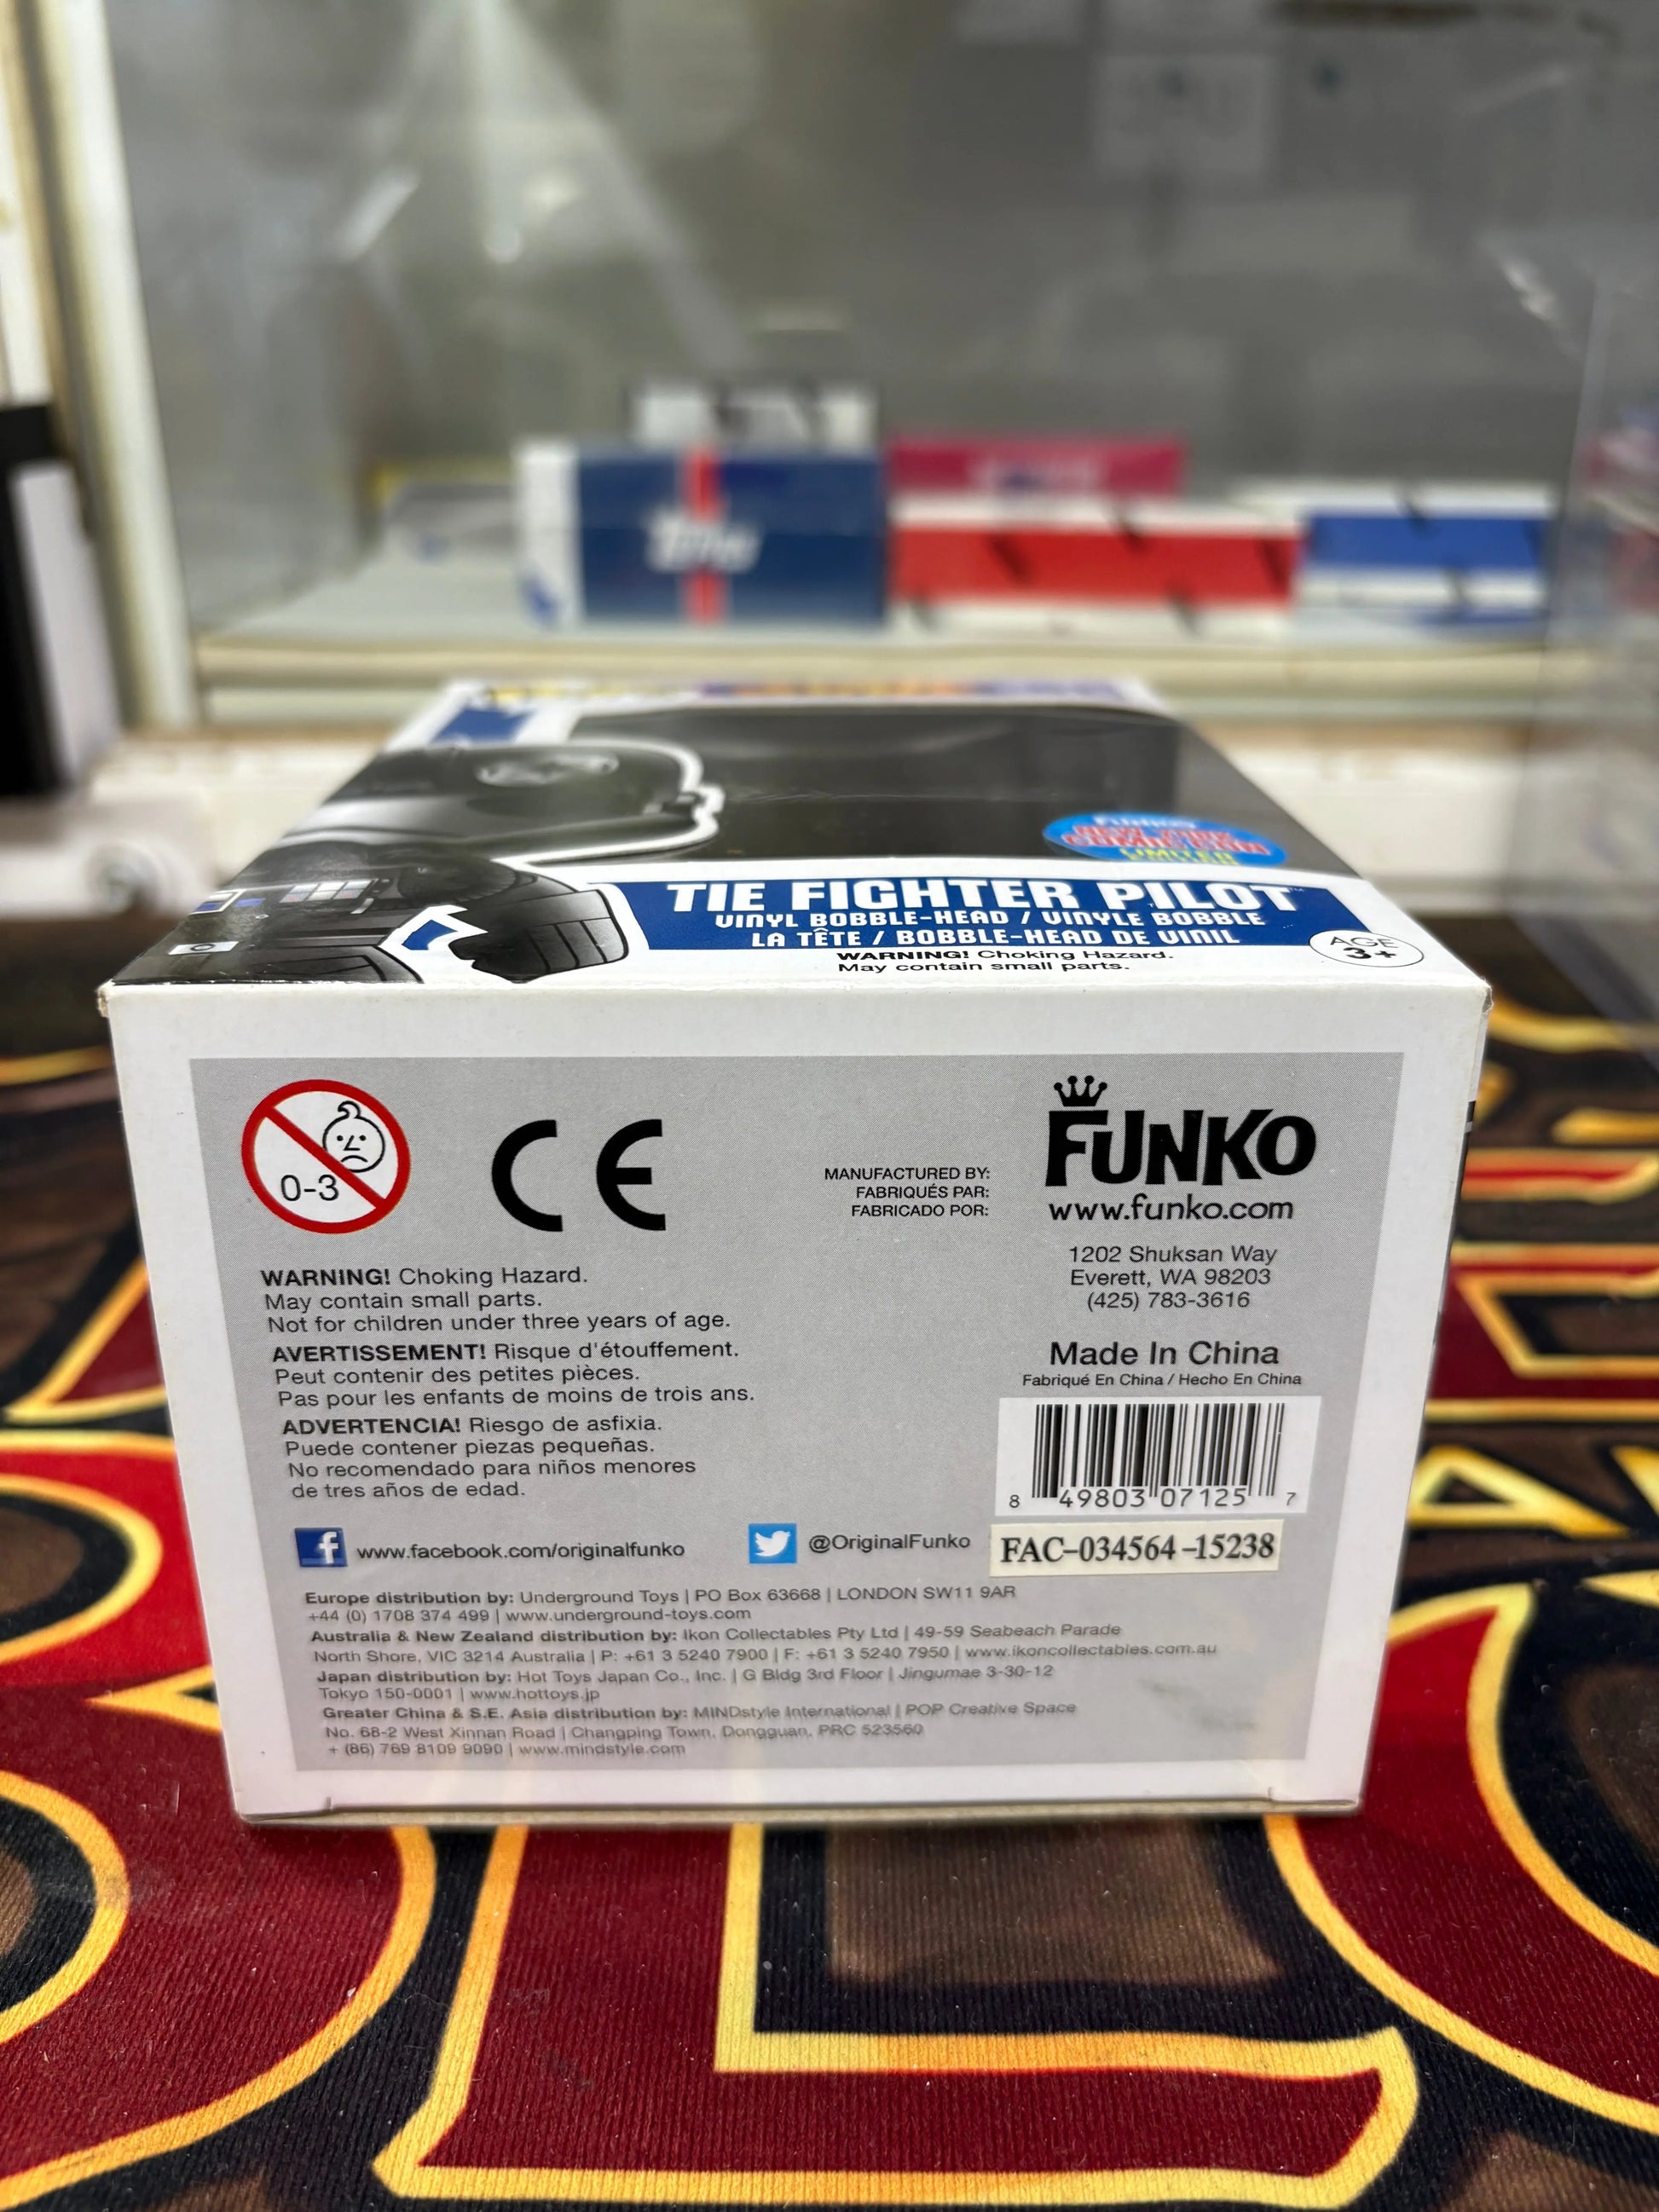 Topps
FUNKO
NEW YORK
COMIC CON
LIMITED
TIE FIGHTER PILOT™
VINYL BOBBLE-HEAD / VINYLE BOBBLE
LA TÊTE / BOBBLE-HEAD DE VINIL
WARNING! Choking Hazard.
May contain small parts.
AGE
3+
0-3
CE
MANUFACTURED BY:
FABRIQUÉS PAR:
FABRICADO POR:
FUNKO
www.funko.com
1202 Shuksan Way
Everett, WA 98203
(425) 783-3616
WARNING! Choking Hazard.
May contain small parts.
Not for children under three years of age.
AVERTISSEMENT! Risque d'étouffement.
Peut contenir des petites pièces.
Pas pour les enfants de moins de trois ans.
ADVERTENCIA! Riesgo de asfixia.
Puede contener piezas pequeñas.
No recomendado para niños menores
de tres años de edad.
Made In China
Fabriqué En China / Hecho En China
8 49803 07125 7
www.facebook.com/originalfunko
@OriginalFunko
FAC-034564-15238
Europe distribution by: Underground Toys | PO Box 63668 | LONDON SW11 9AR
+44 (0) 1708 374 499 | www.underground-toys.com
Australia & New Zealand distribution by: Ikon Collectables Pty Ltd | 49-59 Seabeach Parade
North Shore, VIC 3214 Australia | P: +61 3 5240 7900 | F: +61 3 5240 7950 | www.ikoncollectables.com.au
Japan distribution by: Hot Toys Japan Co., Inc. | G Bldg 3rd Floor | Jingumae 3-30-12
Tokyo 150-0001 | www.hottoys.jp
Greater China & S.E. Asia distribution by: MINDstyle International | POP Creative Space
No. 68-2 West Xinnan Road | Changping Town, Dongguan, PRC 523560
+ (86) 769 8109 9090 | www.mindstyle.com